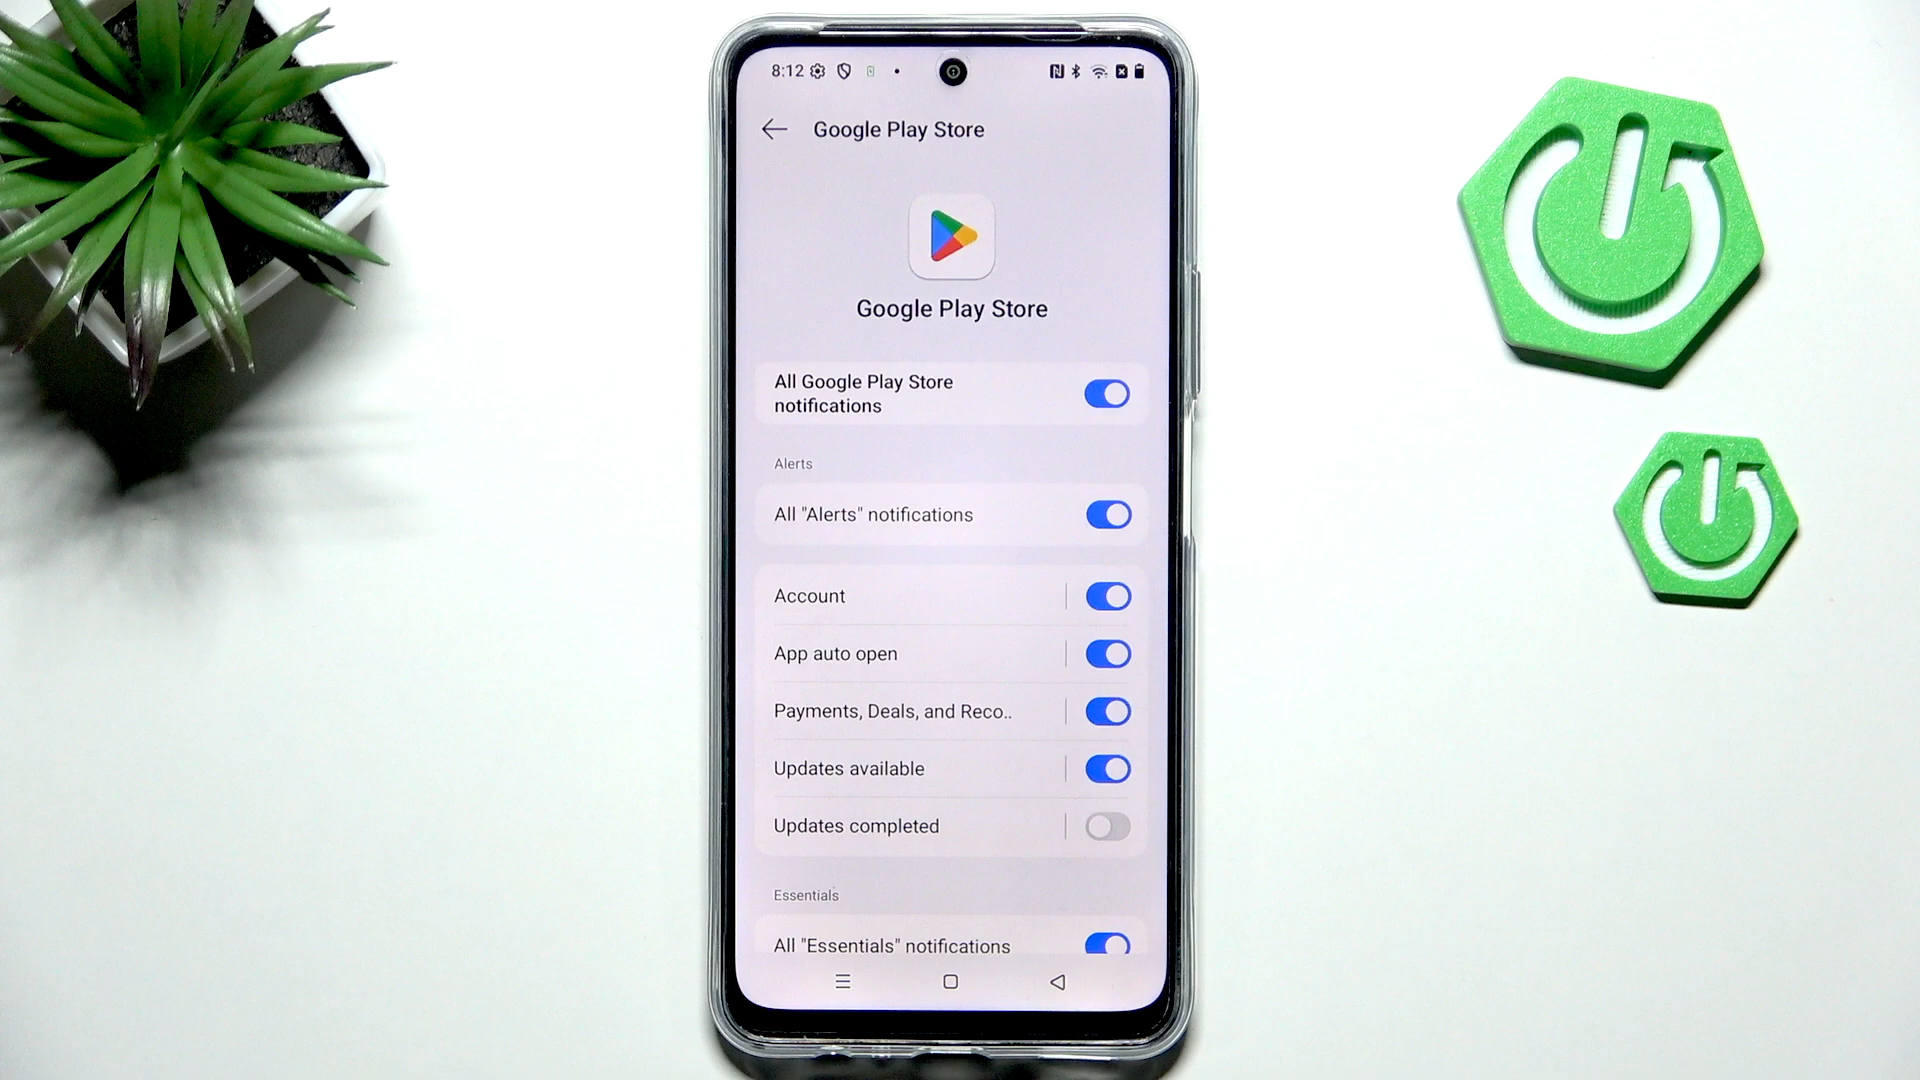 8:12
Google Play Store
Google Play Store
All Google Play Store
notifications
Alerts
All "Alerts" notifications
Account
App auto open
Payments, Deals, and Reco..
Updates available
Updates completed
Essentials
All "Essentials" notifications